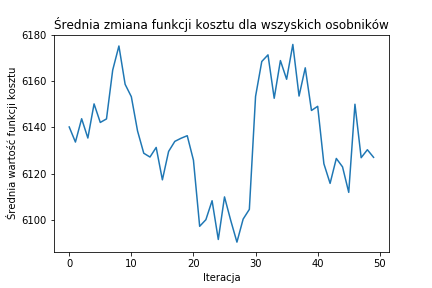 Średnia zmiana funkcji kosztu dla wszyskich osobników
Średnia wartość funkcji kosztu
6180
6160
6140
6120
6100
0 10 20 30 40 50
Iteracja